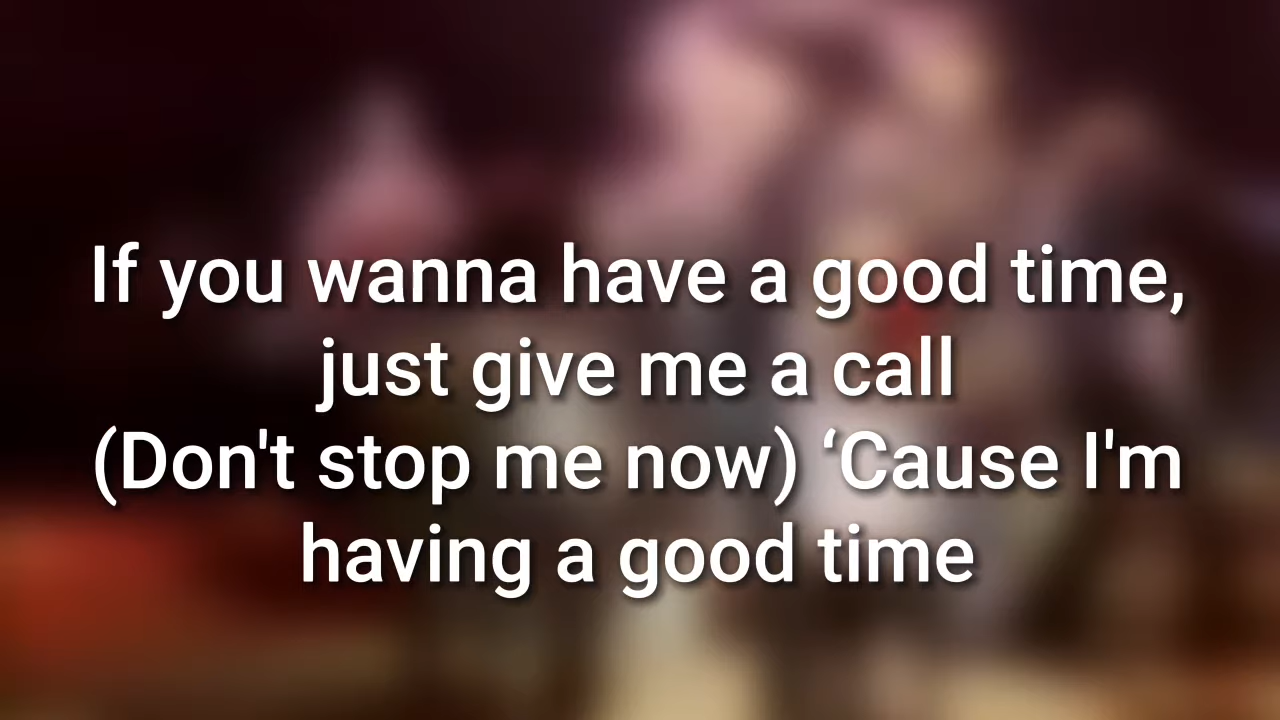 If you wanna have a good time,
just give me a call
(Don't stop me now) ‘Cause I'm
having a good time